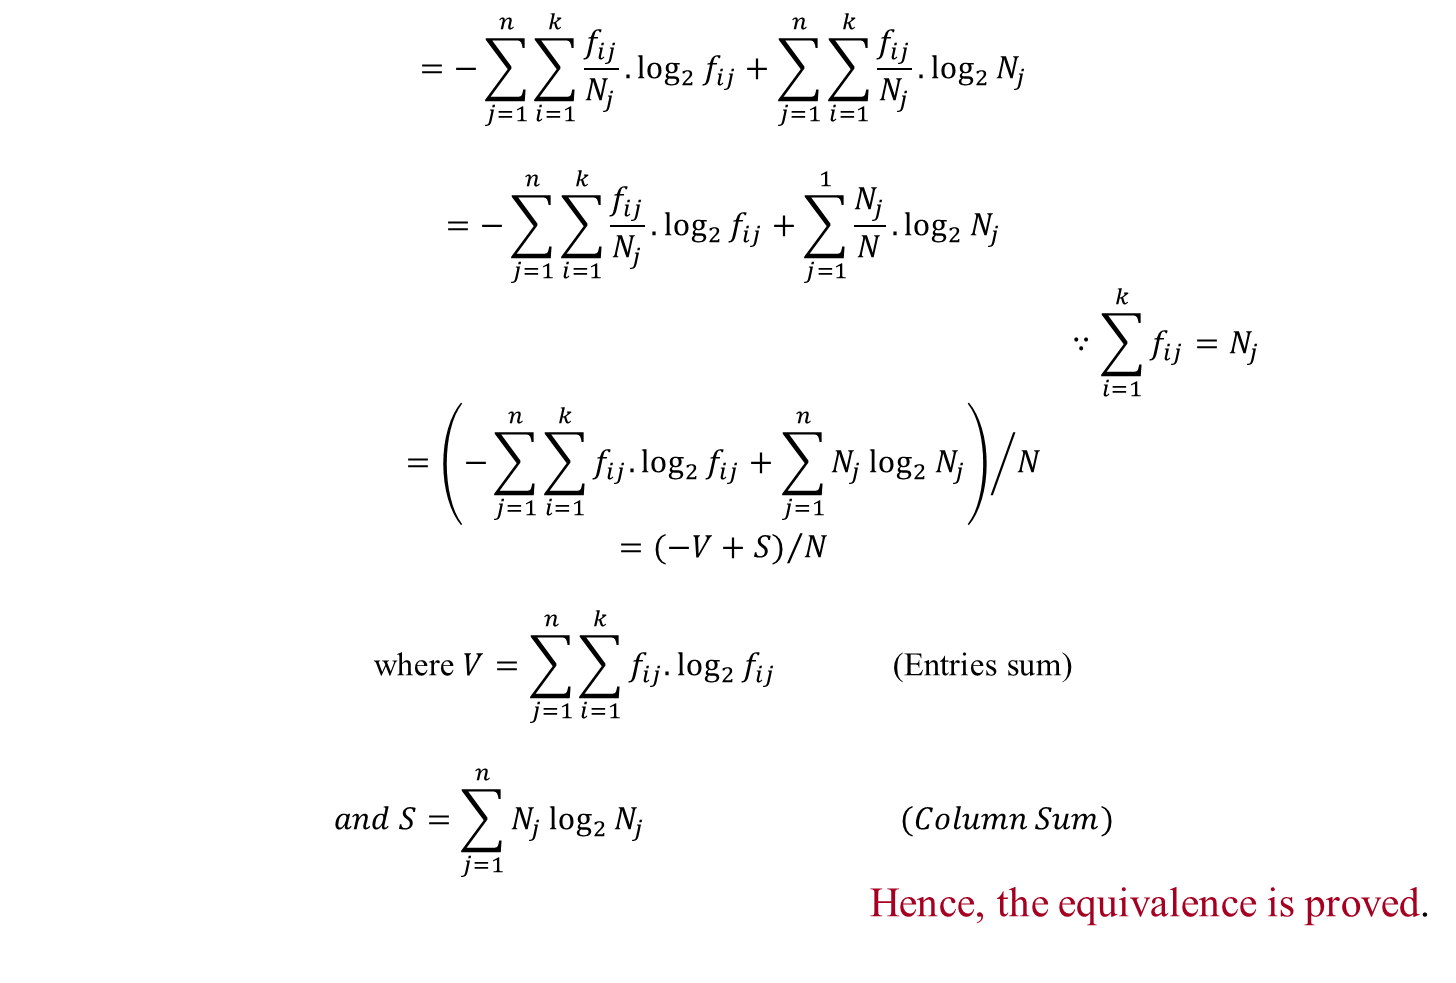 = − ∑_{j=1}^{n} ∑_{i=1}^{k} f_{ij}/N_j . log₂ f_{ij} + ∑_{j=1}^{n} ∑_{i=1}^{k} f_{ij}/N_j . log₂ N_j
= − ∑_{j=1}^{n} ∑_{i=1}^{k} f_{ij}/N_j . log₂ f_{ij} + ∑_{j=1}^{1} N_j/N . log₂ N_j
∵ ∑_{i=1}^{k} f_{ij} = N_j
= ( − ∑_{j=1}^{n} ∑_{i=1}^{k} f_{ij} . log₂ f_{ij} + ∑_{j=1}^{n} N_j log₂ N_j ) / N
= (−V + S)/N
where V = ∑_{j=1}^{n} ∑_{i=1}^{k} f_{ij} . log₂ f_{ij} (Entries sum)
and S = ∑_{j=1}^{n} N_j log₂ N_j (Column Sum)
Hence, the equivalence is proved.